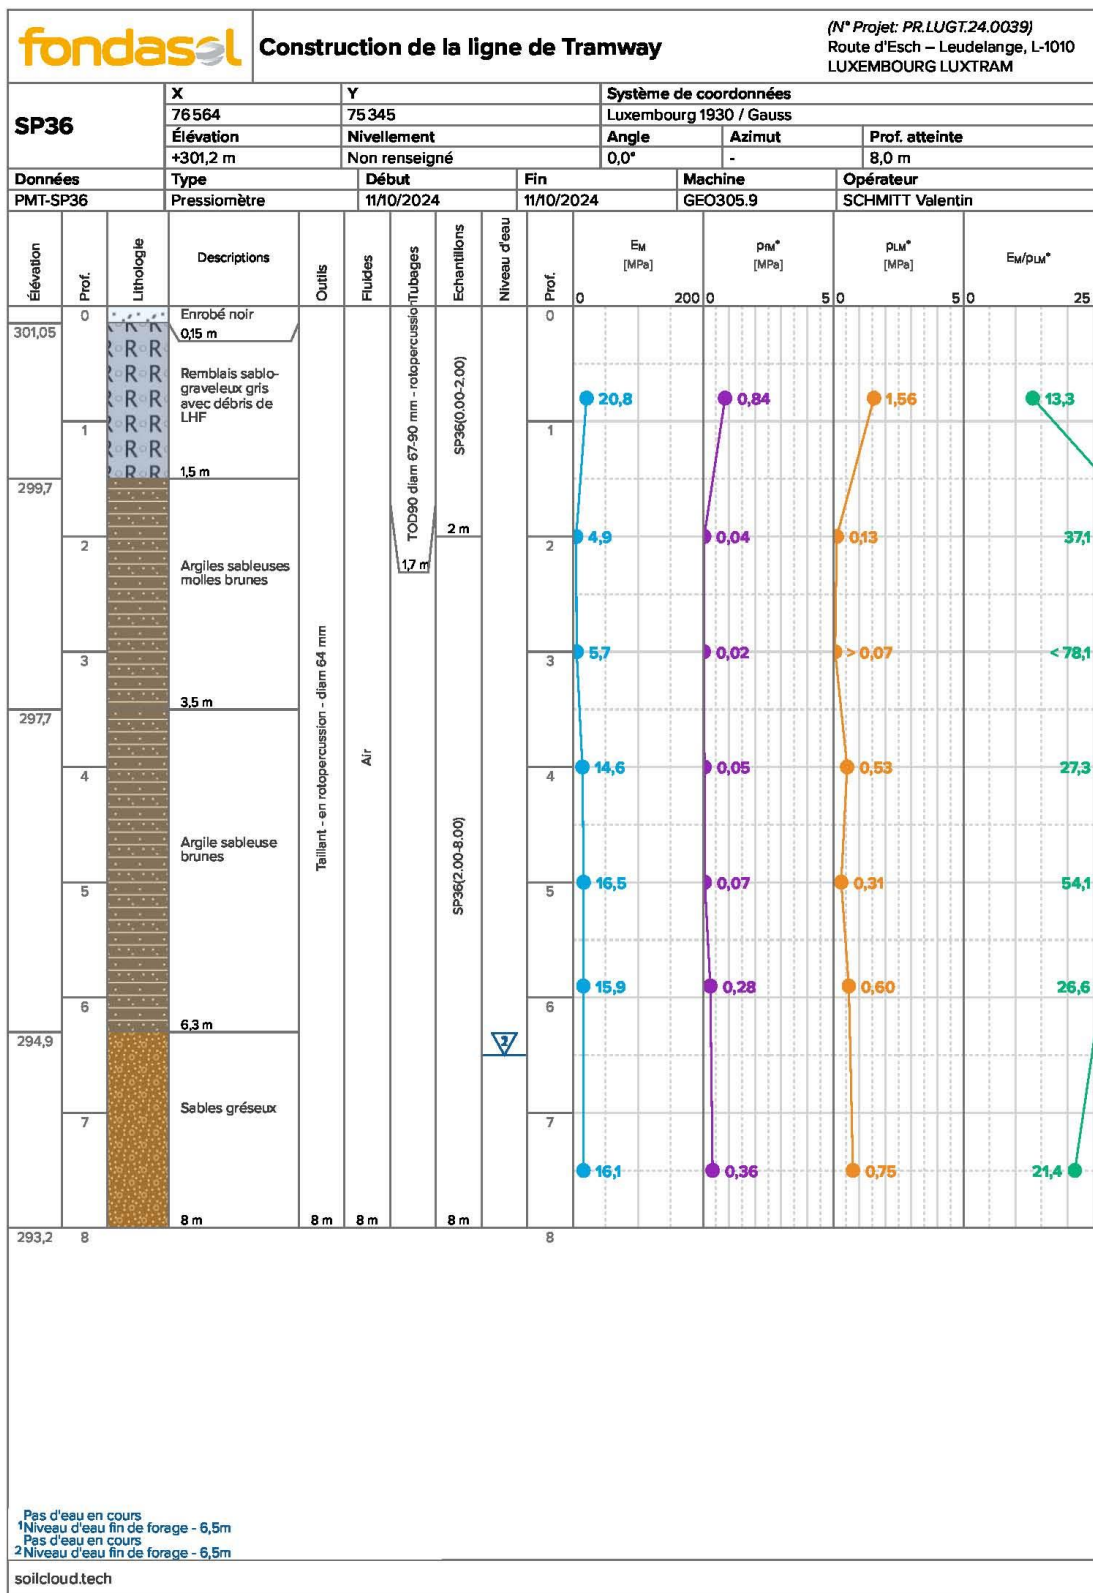 fondasol
Construction de la ligne de Tramway
(N° Projet: PR.LUGT.24.0039)
Route d'Esch – Leudelange, L-1010
LUXEMBOURG LUXTRAM
SP36
X
Y
Système de coordonnées
76 564
75 345
Luxembourg 1930 / Gauss
Élévation
Nivellement
Angle
Azimut
Prof. atteinte
+301,2 m
Non renseigné
0,0°
-
8,0 m
Données
Type
Début
Fin
Machine
Opérateur
PMT-SP36
Pressiomètre
11/10/2024
11/10/2024
GEO305.9
SCHMITT Valentin
Élévation
Prof.
Lithologie
Descriptions
Outils
Fluides
Tubages
Echantillons
Niveau d'eau
Prof.
EM
[MPa]
0 200
pfM*
[MPa]
0 5
pLM*
[MPa]
0 5
EM/pLM*
0 25
301,05
299,7
297,7
294,9
293,2
0
1
2
3
4
5
6
7
8
R R
R R
R R
R R
R R
R R
R R
Enrobé noir
0,15 m
Remblais sablo-
graveleux gris
avec débris de
LHF
1,5 m
Argiles sableuses
molles brunes
3,5 m
Argile sableuse
brunes
6,3 m
Sables gréseux
8 m
Taillant - en rotopercussion - diam 64 mm
8 m
Air
8 m
TOD90 diam 67-90 mm - rotopercussio
1,7 m
SP36(0.00-2.00)
2 m
SP36(2.00-8.00)
8 m
2
0
1
2
3
4
5
6
7
8
20,8
0,84
1,56
13,3
4,9
0,04
0,13
37,1
5,7
0,02
> 0,07
< 78,1
14,6
0,05
0,53
27,3
16,5
0,07
0,31
54,1
15,9
0,28
0,60
26,6
16,1
0,36
0,75
21,4
Pas d'eau en cours
1 Niveau d'eau fin de forage - 6,5m
Pas d'eau en cours
2 Niveau d'eau fin de forage - 6,5m
soilcloud.tech